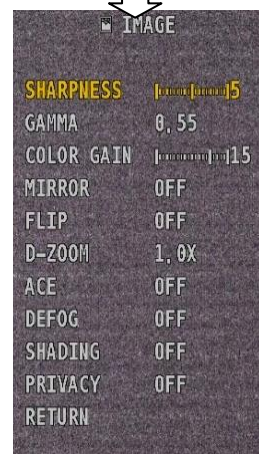 IMAGE
SHARPNESS 5
GAMMA 0.55
COLOR GAIN 15
MIRROR OFF
FLIP OFF
D-ZOOM 1.0X
ACE OFF
DEFOG OFF
SHADING OFF
PRIVACY OFF
RETURN